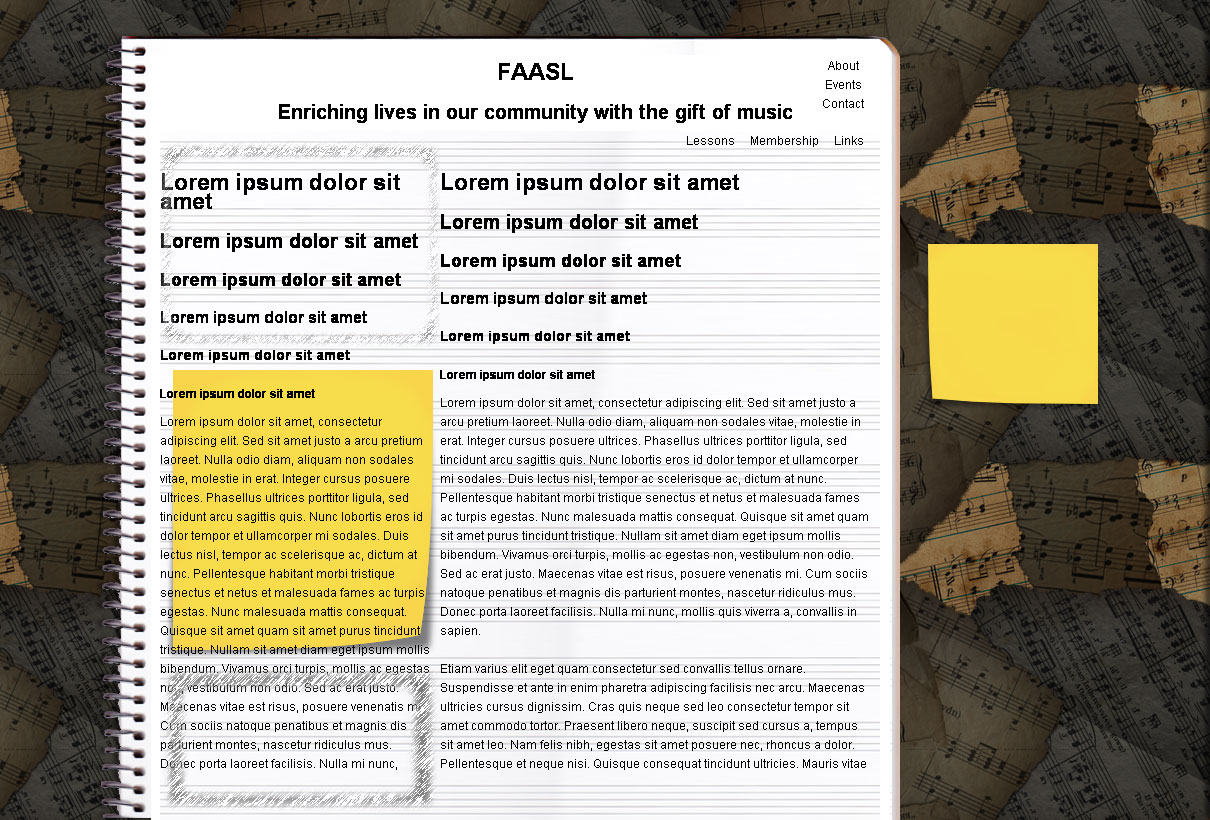 FAASL
Enriching lives in our community with the gift of music
About
Events
Contact
Lessons Membership Links
Lorem ipsum dolor sit
amet
Lorem ipsum dolor sit amet
Lorem ipsum dolor sit amet
Lorem ipsum dolor sit amet
Lorem ipsum dolor sit amet
Lorem ipsum dolor sit amet
Lorem ipsum dolor sit amet, consectetur
adipiscing elit. Sed sit amet justo a arcu pretium
laoreet. Nulla odio diam, aliquam non sodales
vitae, molestie in erat. Integer cursus posuere
ultrices. Phasellus ultrices porttitor ligula, sed
tincidunt arcu sagittis quis. Nunc lobortis eros id
dolor tempor et ullamcorper mi sodales. Duis
lectus nisl, tempor ac scelerisque ac, dictum at
nunc. Pellentesque habitant morbi tristique
senectus et netus et malesuada fames ac turpis
egestas. Nunc malesuada mattis consequat.
Quisque sit amet quam sit amet purus tincidunt
tristique. Nullam sit amet diam eget ipsum mollis
bibendum. Vivamus orci turpis, mollis ac egestas
non, vestibulum non odio. Sed ac erat justo.
Maecenas vitae est risus, posuere venenatis mi.
Cum sociis natoque penatibus et magnis dis
parturient montes, nascetur ridiculus mus.
Donec porta laoreet facilisis. Nulla mi nunc,
Lorem ipsum dolor sit amet
Lorem ipsum dolor sit amet
Lorem ipsum dolor sit amet
Lorem ipsum dolor sit amet
Lorem ipsum dolor sit amet
Lorem ipsum dolor sit amet
Lorem ipsum dolor sit amet, consectetur adipiscing elit. Sed sit amet justo a
arcu pretium laoreet. Nulla odio diam, aliquam non sodales vitae, molestie in
erat. Integer cursus posuere ultrices. Phasellus ultrices porttitor ligula, sed
tincidunt arcu sagittis quis. Nunc lobortis eros id dolor tempor et ullamcorper
mi sodales. Duis lectus nisl, tempor ac scelerisque ac, dictum at nunc.
Pellentesque habitant morbi tristique senectus et netus et malesuada fames
ac turpis egestas. Nunc malesuada mattis consequat. Quisque sit amet quam
sit amet purus tincidunt tristique. Nullam sit amet diam eget ipsum mollis
bibendum. Vivamus orci turpis, mollis ac egestas non, vestibulum non odio.
Sed ac erat justo. Maecenas vitae est risus, posuere venenatis mi. Cum sociis
natoque penatibus et magnis dis parturient montes, nascetur ridiculus mus.
Donec porta laoreet facilisis. Nulla mi nunc, mollis quis viverra a, convallis in
sapien.
Etiam varius elit eget quam consectetur sed convallis tellus ornare.
Suspendisse et ante in enim pharetra adipiscing facilisis nec arcu. Maecenas
ultricies cursus dignissim. Cras quis neque sed leo consectetur tempor sit
amet commodo tortor. Praesent libero neque, suscipit sed cursus a, tempus
sit amet leo. Nam felis nibh, egestas sit amet posuere nec, rhoncus a dolor.
Pellentesque et neque nisi. Quisque consequat tincidunt ultricies. Mauris vitae